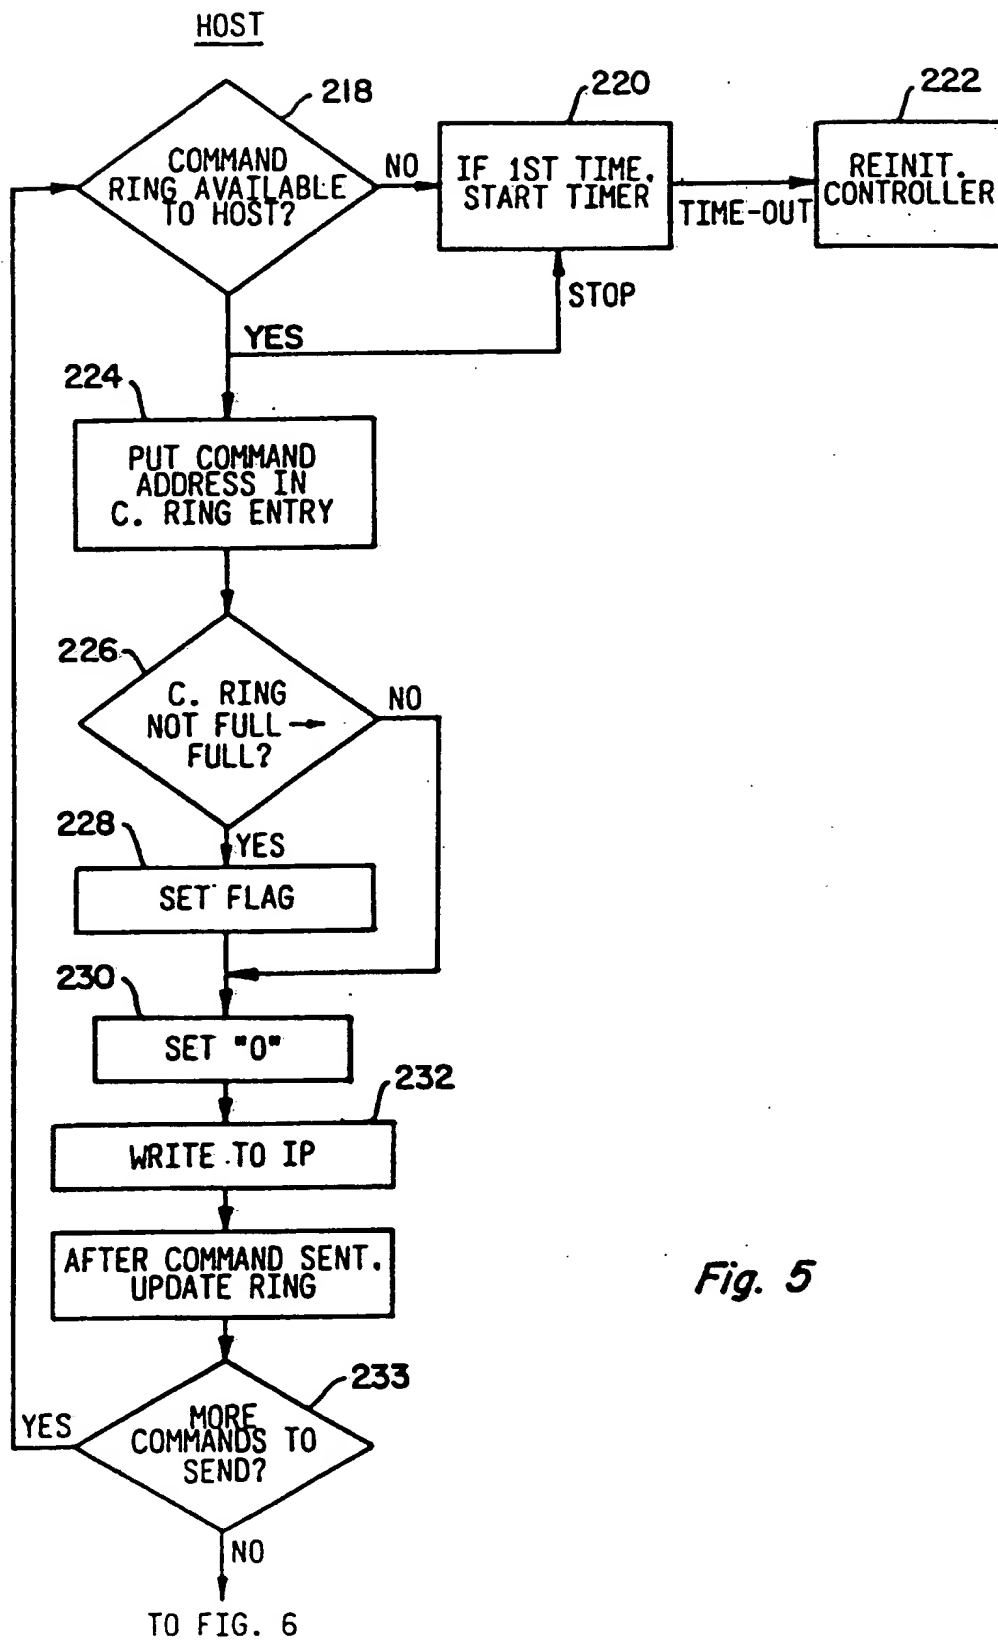 HOST
218
COMMAND
RING AVAILABLE
TO HOST?
NO
220
IF 1ST TIME,
START TIMER
TIME-OUT
222
REINIT.
CONTROLLER
STOP
YES
224
PUT COMMAND
ADDRESS IN
C. RING ENTRY
226
C. RING
NOT FULL →
FULL?
NO
YES
228
SET FLAG
230
SET "0"
232
WRITE TO IP
AFTER COMMAND SENT,
UPDATE RING
233
MORE
COMMANDS TO
SEND?
YES
NO
TO FIG. 6
Fig. 5